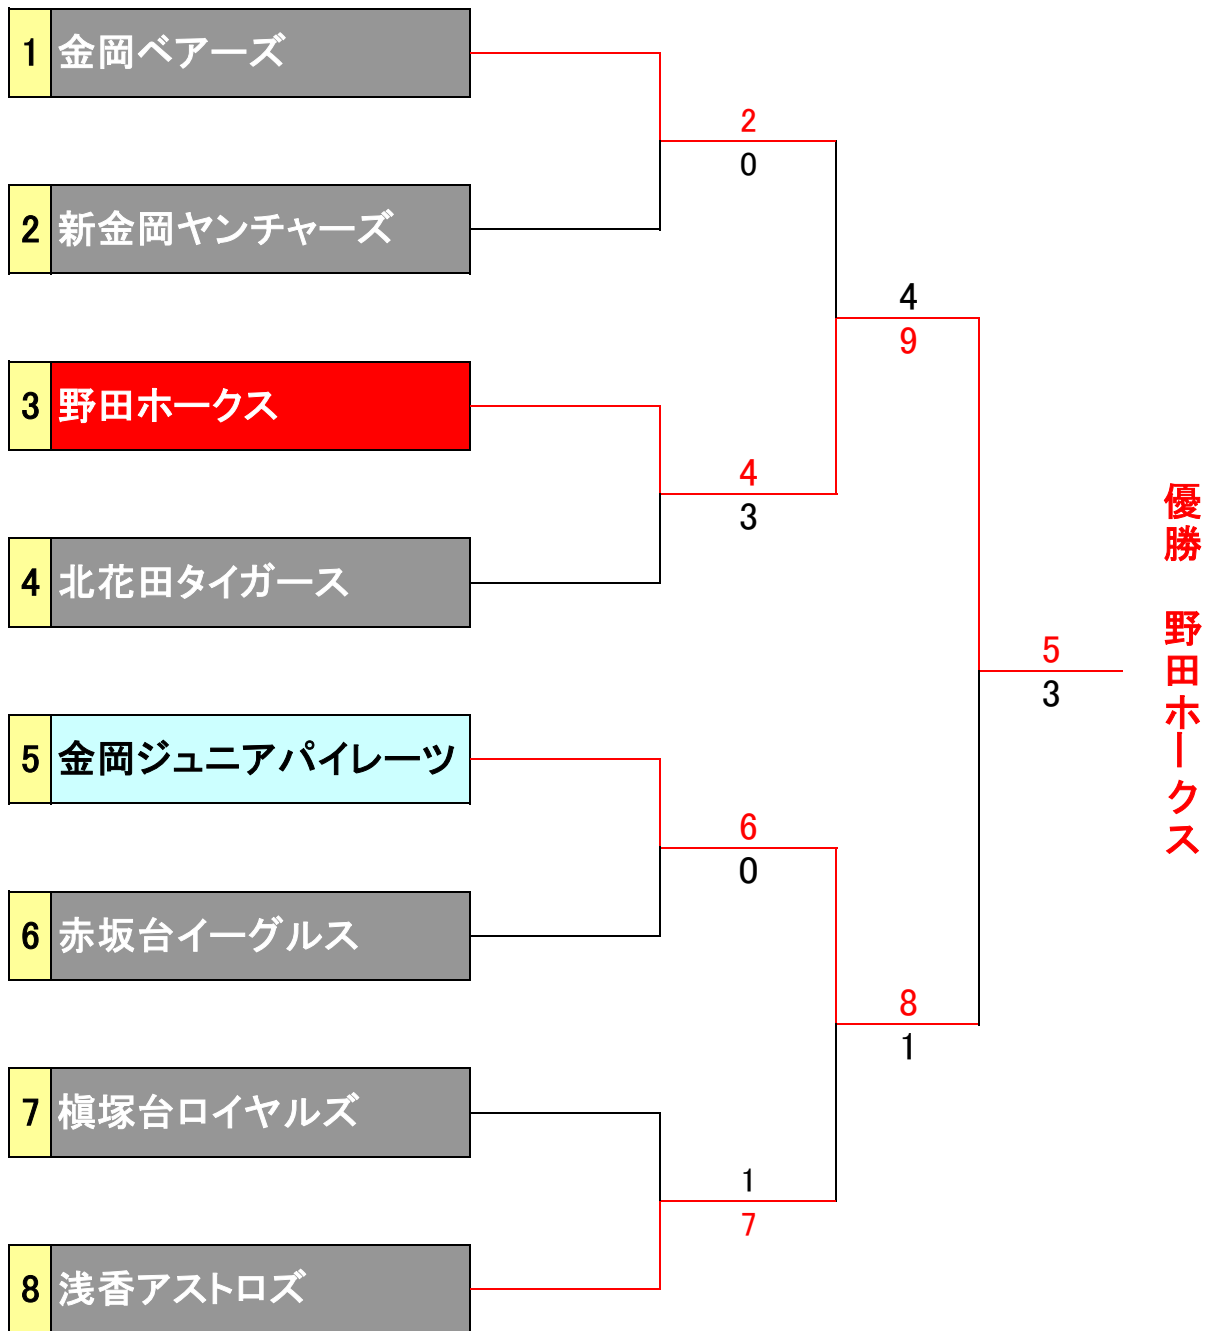 1 金岡ベアーズ
2
0
2 新金岡ヤンチャーズ
4
9
3 野田ホークス
4
3
4 北花田タイガース
5
3
優勝 野田ホークス
5 金岡ジュニアパイレーツ
6
0
6 赤坂台イーグルス
8
1
7 槇塚台ロイヤルズ
1
7
8 浅香アストロズ